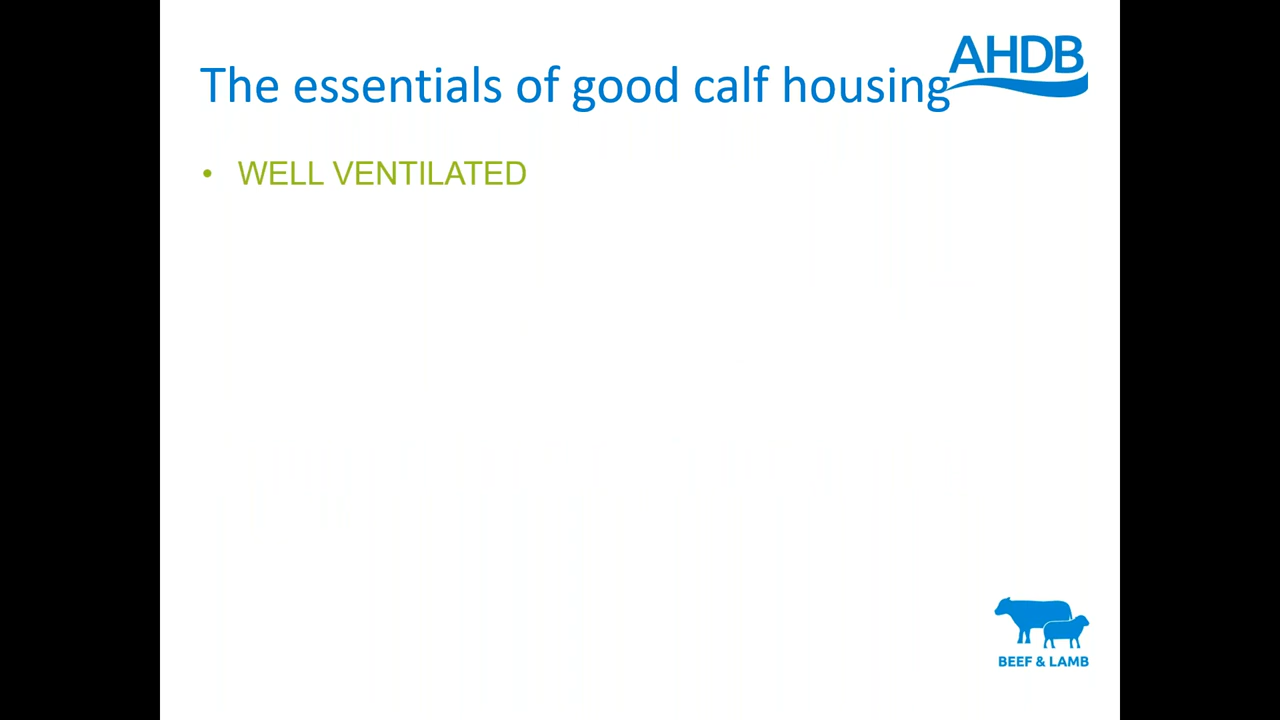 The essentials of good calf housing
AHDB
• WELL VENTILATED
BEEF & LAMB